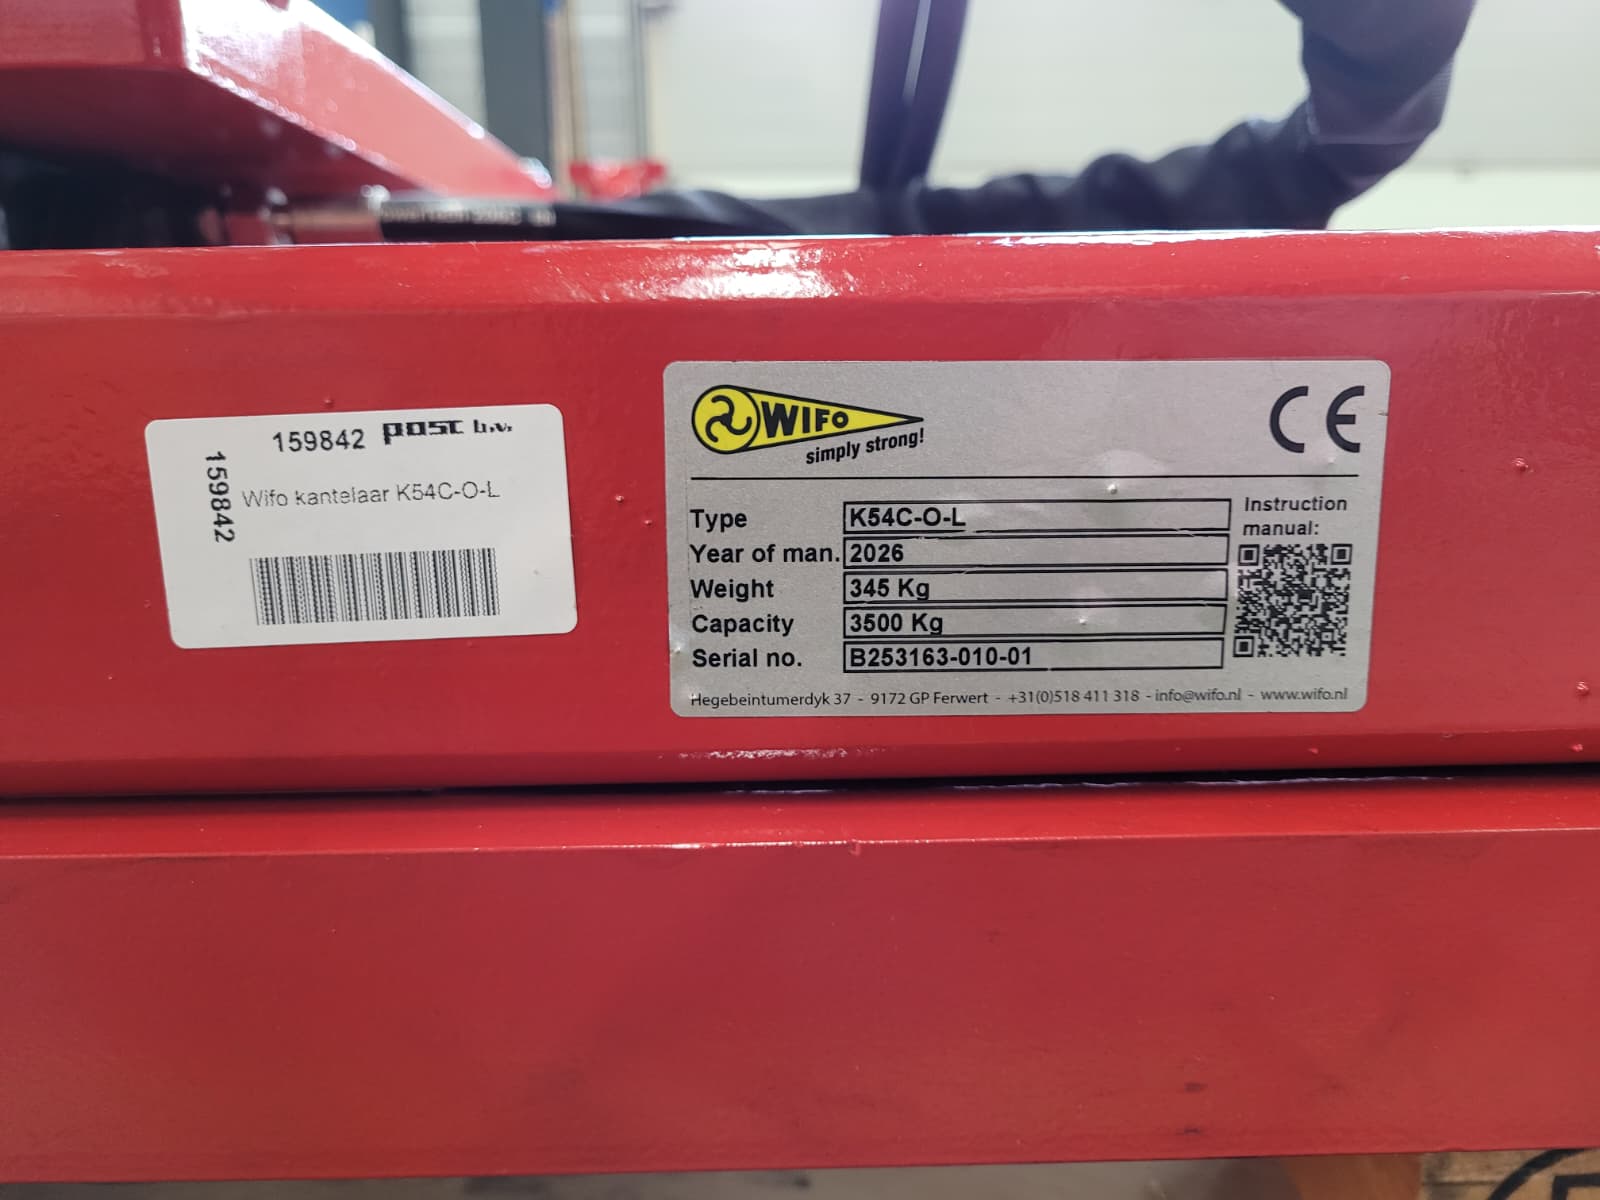 159842 post b.v.
159842
Wifo kantelaar K54C-O-L
WIFO
simply strong!
CE
Type K54C-O-L
Year of man. 2026
Weight 345 Kg
Capacity 3500 Kg
Serial no. B253163-010-01
Instruction
manual:
Hegebeintumerdyk 37 - 9172 GP Ferwert - +31(0)518 411 318 - info@wifo.nl - www.wifo.nl